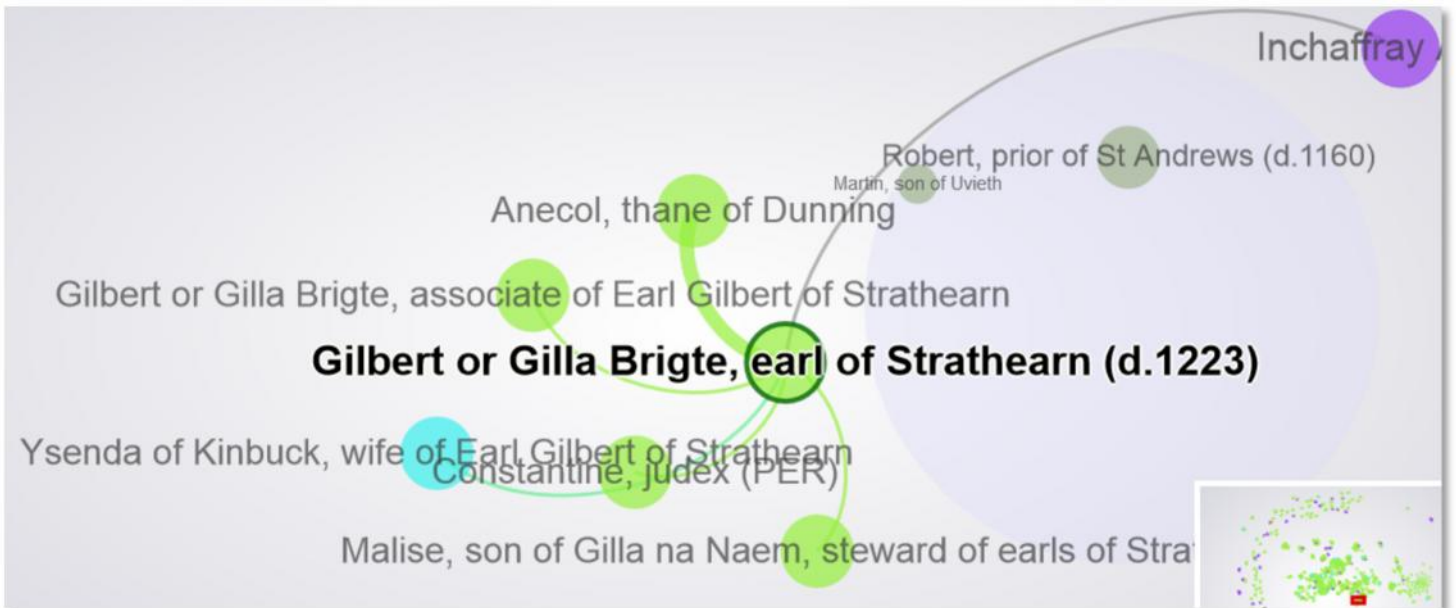 Inchaffray
Robert, prior of St Andrews (d.1160)
Martin, son of Uvieth
Anecol, thane of Dunning
Gilbert or Gilla Brigte, associate of Earl Gilbert of Strathearn
Gilbert or Gilla Brigte, earl of Strathearn (d.1223)
Ysenda of Kinbuck, wife of Earl Gilbert of Strathearn
Constantine, judex (PER)
Malise, son of Gilla na Naem, steward of earls of Stra